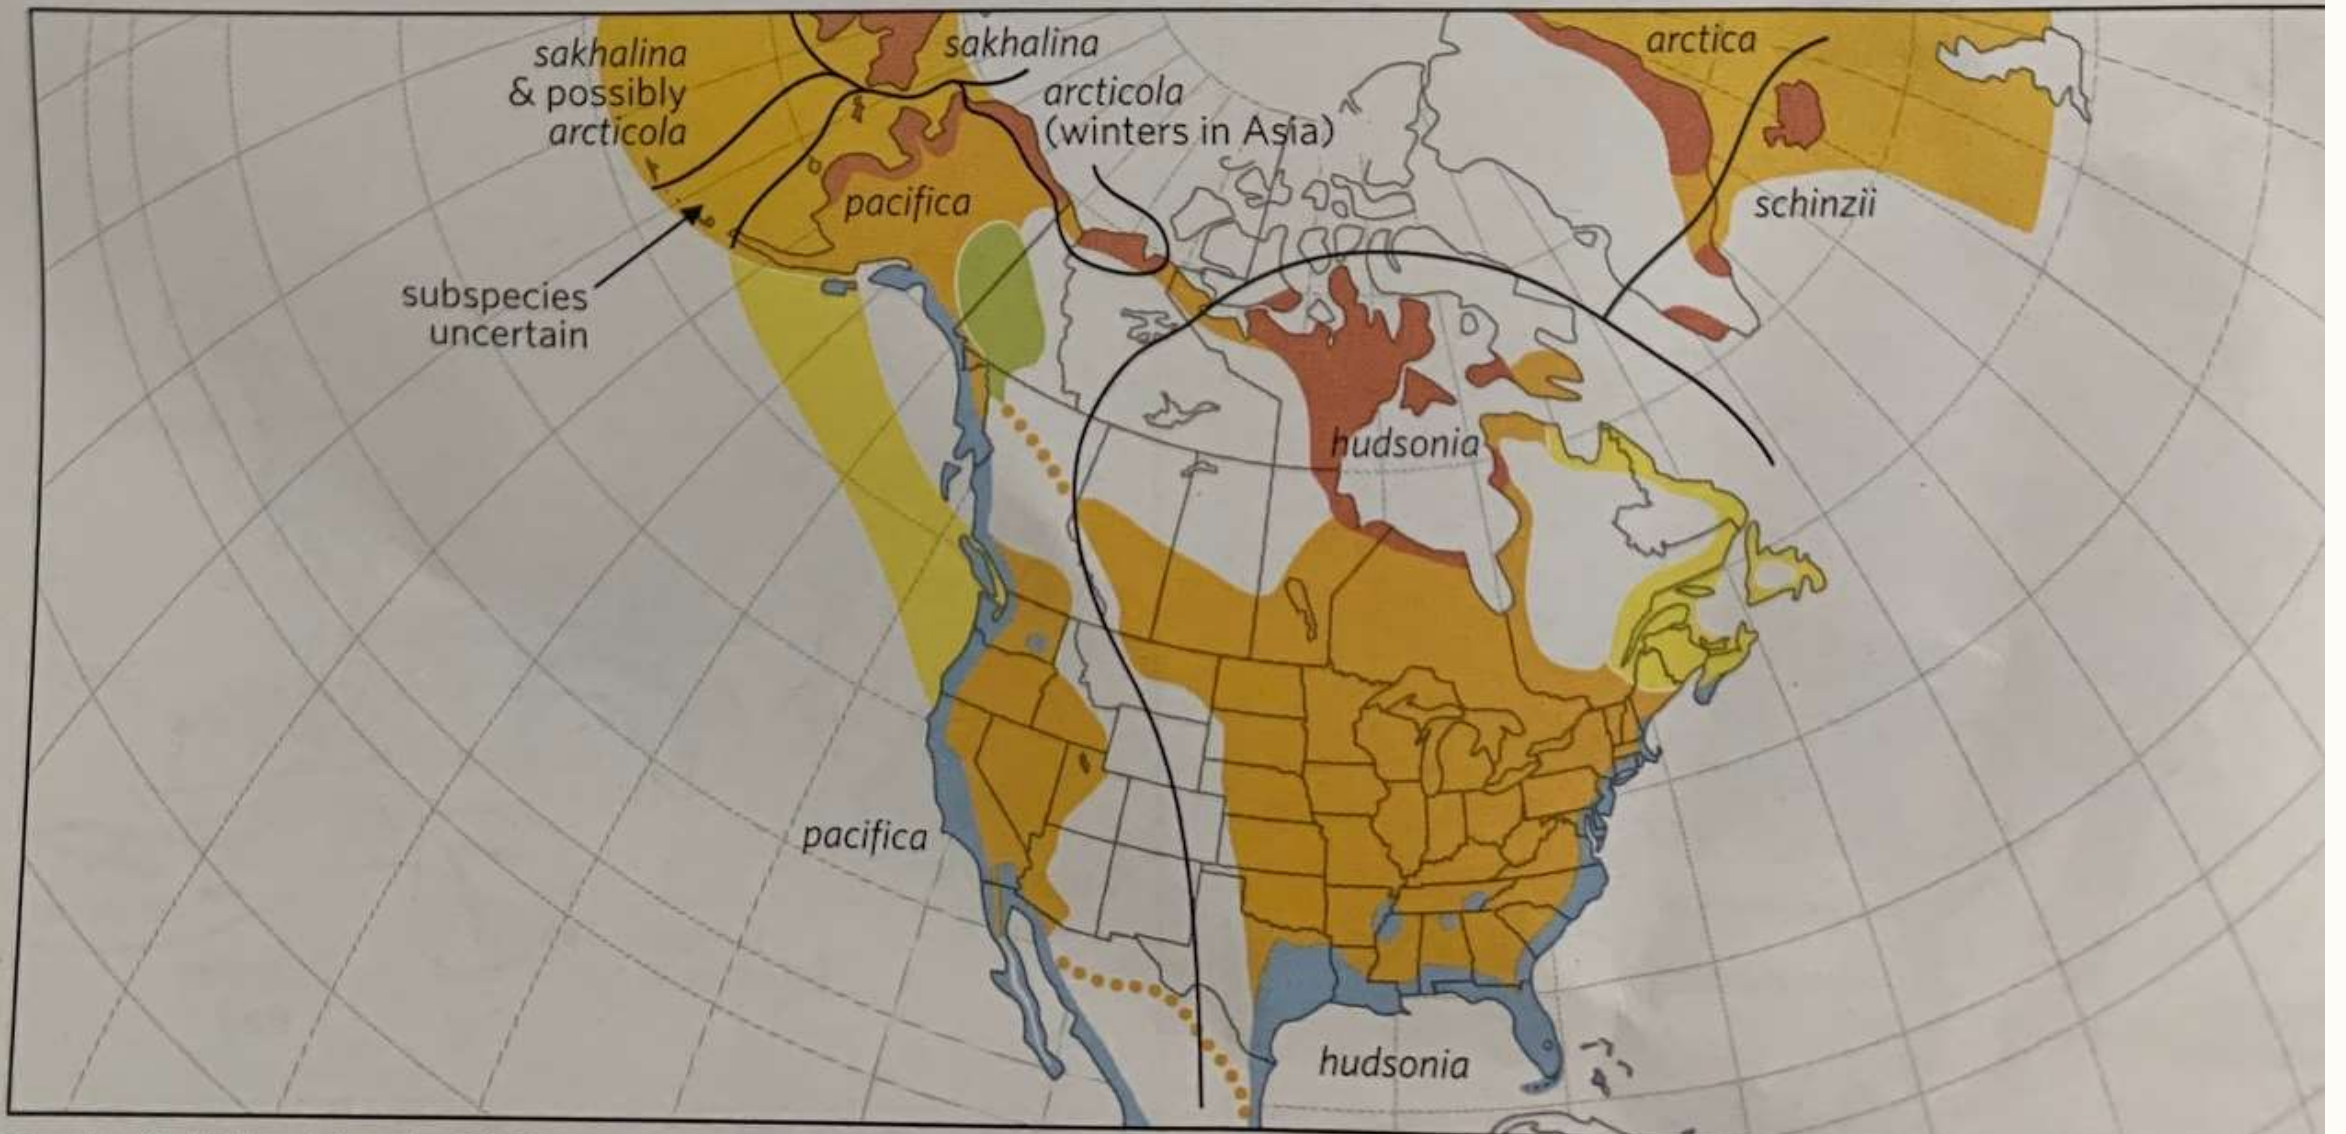 sakhalina
& possibly
arcticola
sakhalina
arcticola
(winters in Asia)
arctica
schinzii
pacifica
subspecies
uncertain
hudsonia
pacifica
hudsonia